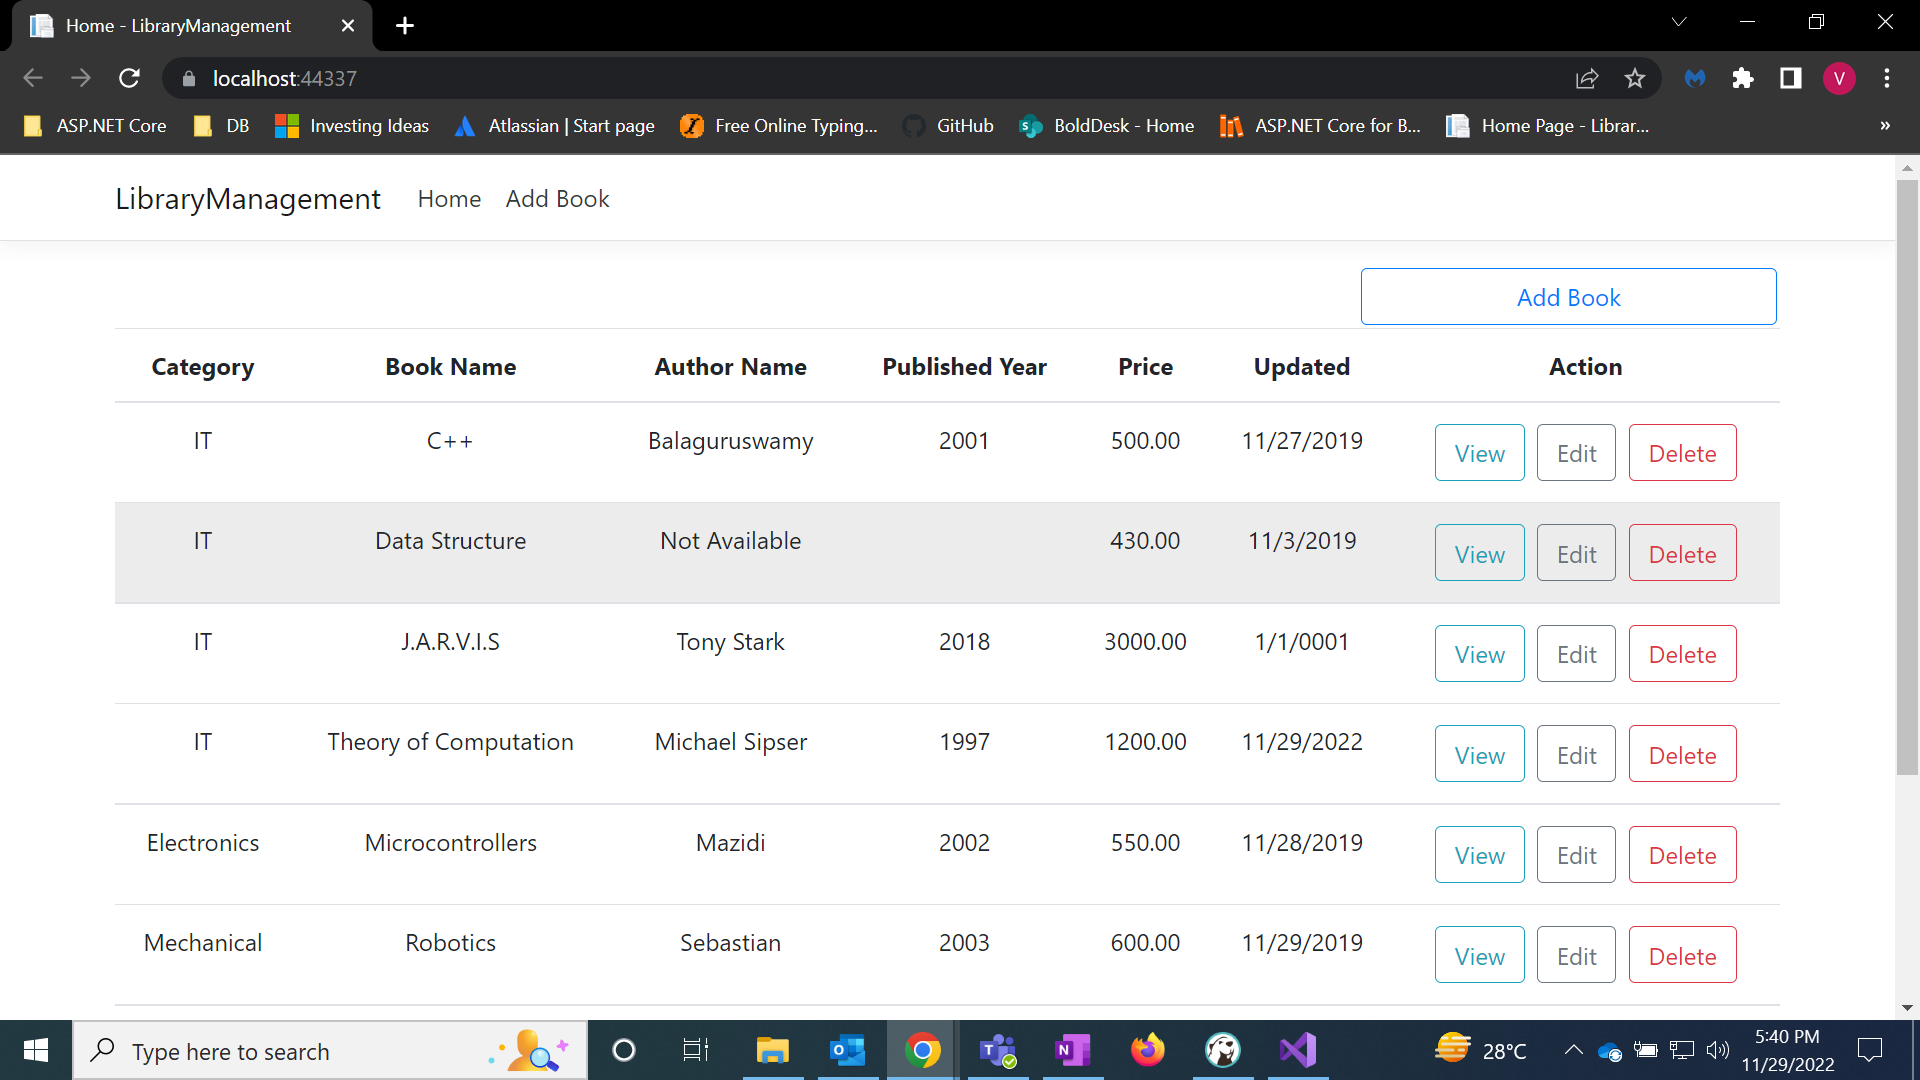 Home - LibraryManagement
localhost:44337
V
ASP.NET Core DB Investing Ideas Atlassian | Start page Free Online Typing... GitHub BoldDesk - Home ASP.NET Core for B... Home Page - Librar... »
LibraryManagement Home Add Book
Add Book
Category Book Name Author Name Published Year Price Updated Action
IT C++ Balaguruswamy 2001 500.00 11/27/2019 View Edit Delete
IT Data Structure Not Available 430.00 11/3/2019 View Edit Delete
IT J.A.R.V.I.S Tony Stark 2018 3000.00 1/1/0001 View Edit Delete
IT Theory of Computation Michael Sipser 1997 1200.00 11/29/2022 View Edit Delete
Electronics Microcontrollers Mazidi 2002 550.00 11/28/2019 View Edit Delete
Mechanical Robotics Sebastian 2003 600.00 11/29/2019 View Edit Delete
Type here to search 28°C 5:40 PM
11/29/2022